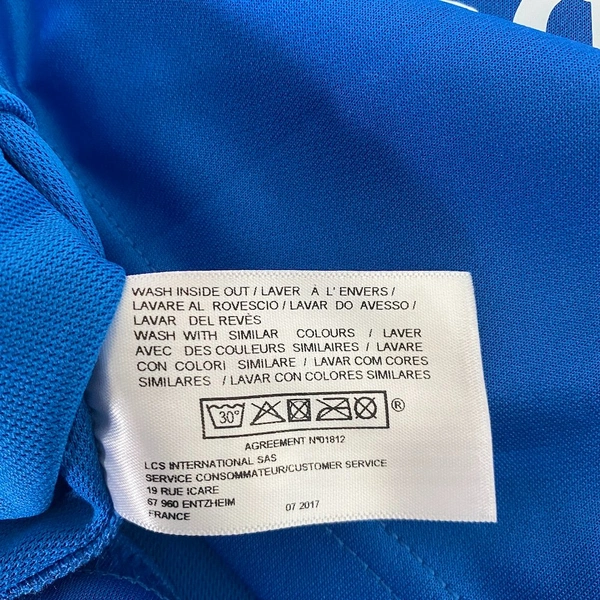 WASH INSIDE OUT / LAVER À L' ENVERS /
LAVARE AL ROVESCIO / LAVAR DO AVESSO /
LAVAR DEL REVÈS
WASH WITH SIMILAR COLOURS / LAVER
AVEC DES COULEURS SIMILAIRES / LAVARE
CON COLORI SIMILARE / LAVAR COM CORES
SIMILARES / LAVAR CON COLORES SIMILARES
30° ®
AGREEMENT N°01812
LCS INTERNATIONAL SAS
SERVICE CONSOMMATEUR/CUSTOMER SERVICE
19 RUE ICARE
67 960 ENTZHEIM
FRANCE
07 2017